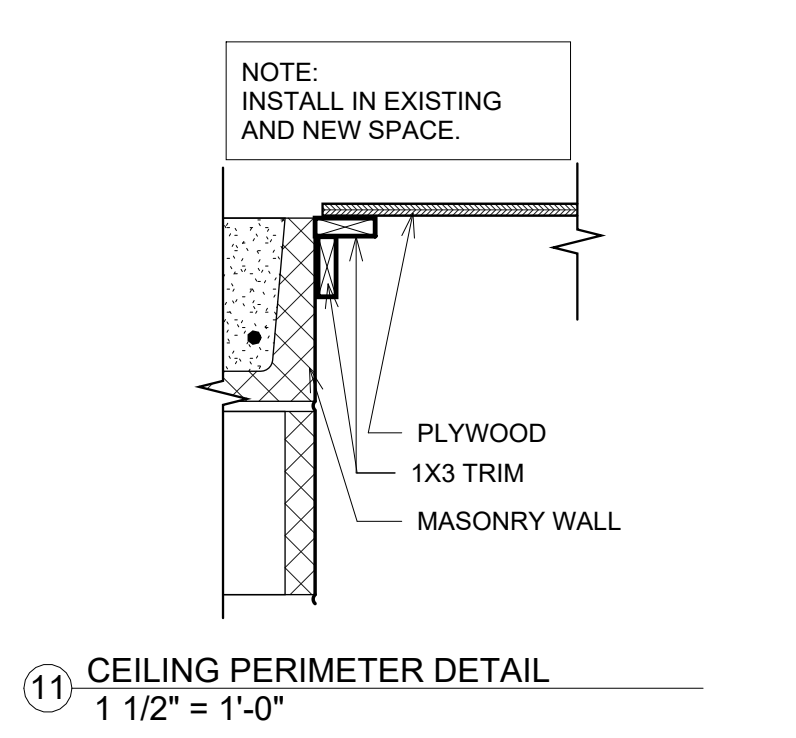 NOTE:
INSTALL IN EXISTING
AND NEW SPACE.
PLYWOOD
1X3 TRIM
MASONRY WALL
11
CEILING PERIMETER DETAIL
1 1/2" = 1'-0"